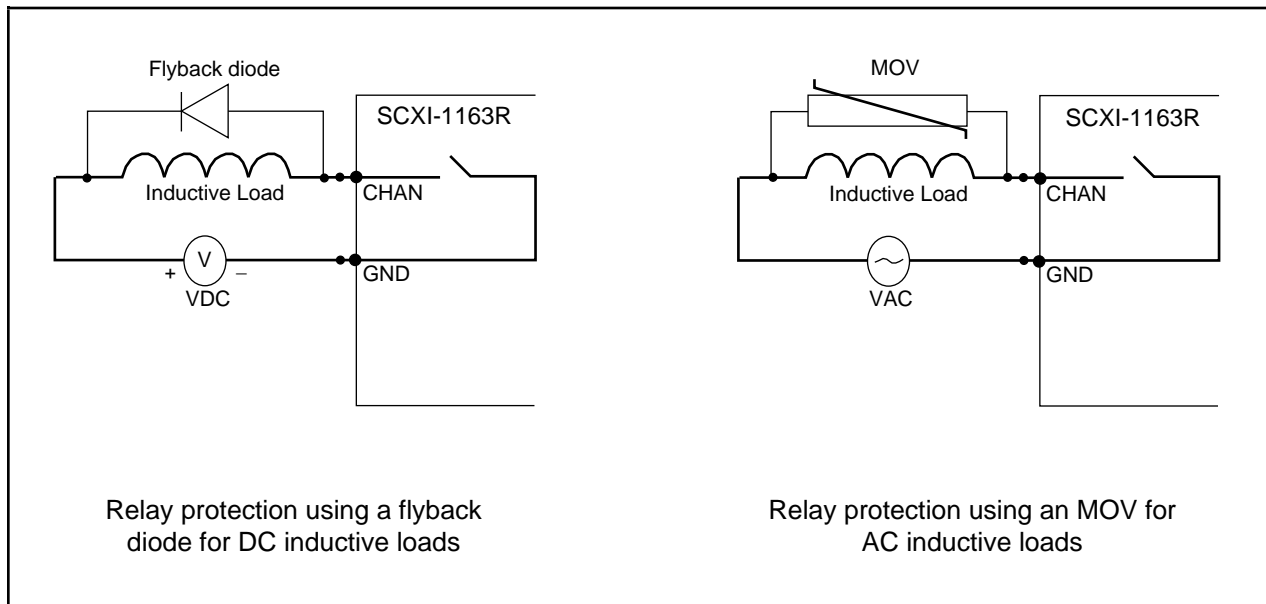 Flyback diode
SCXI-1163R
Inductive Load
CHAN
V
+ –
VDC
GND
Relay protection using a flyback
diode for DC inductive loads
MOV
SCXI-1163R
Inductive Load
CHAN
VAC
GND
Relay protection using an MOV for
AC inductive loads